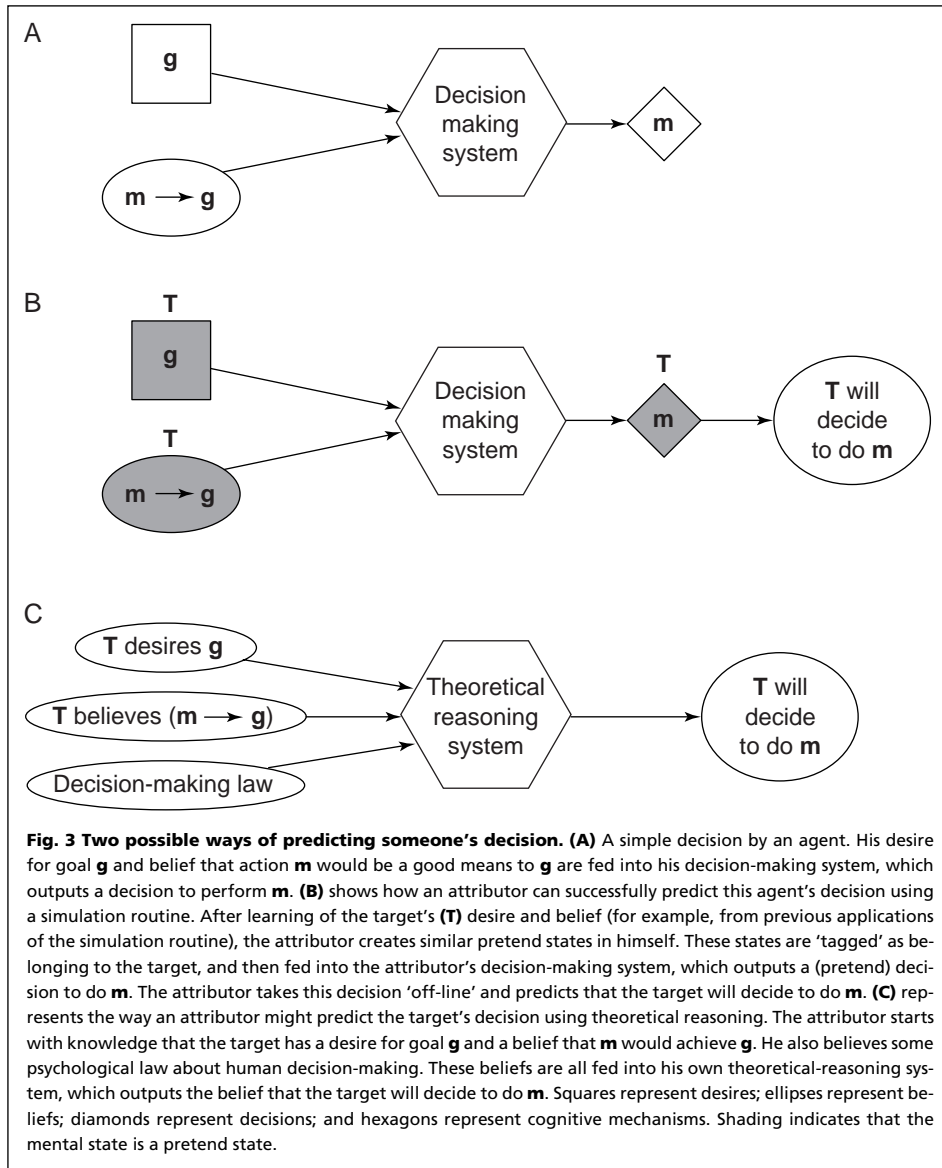 A
g
m → g
Decision
making
system
m
B
T
g
T
m → g
Decision
making
system
T
m
T will
decide
to do m
C
T desires g
T believes (m → g)
Decision-making law
Theoretical
reasoning
system
T will
decide
to do m
Fig. 3 Two possible ways of predicting someone's decision. (A) A simple decision by an agent. His desire
for goal g and belief that action m would be a good means to g are fed into his decision-making system, which
outputs a decision to perform m. (B) shows how an attributor can successfully predict this agent's decision using
a simulation routine. After learning of the target's (T) desire and belief (for example, from previous applications
of the simulation routine), the attributor creates similar pretend states in himself. These states are 'tagged' as be-
longing to the target, and then fed into the attributor's decision-making system, which outputs a (pretend) deci-
sion to do m. The attributor takes this decision 'off-line' and predicts that the target will decide to do m. (C) rep-
resents the way an attributor might predict the target's decision using theoretical reasoning. The attributor starts
with knowledge that the target has a desire for goal g and a belief that m would achieve g. He also believes some
psychological law about human decision-making. These beliefs are all fed into his own theoretical-reasoning sys-
tem, which outputs the belief that the target will decide to do m. Squares represent desires; ellipses represent be-
liefs; diamonds represent decisions; and hexagons represent cognitive mechanisms. Shading indicates that the
mental state is a pretend state.